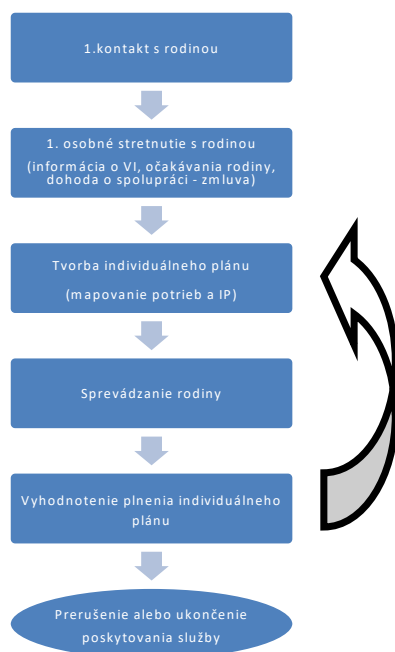 1.kontakt s rodinou
1. osobné stretnutie s rodinou
(informácia o VI, očakávania rodiny,
dohoda o spolupráci - zmluva)
Tvorba individuálneho plánu
(mapovanie potrieb a IP)
Sprevádzanie rodiny
Vyhodnotenie plnenia individuálneho
plánu
Prerušenie alebo ukončenie
poskytovania služby